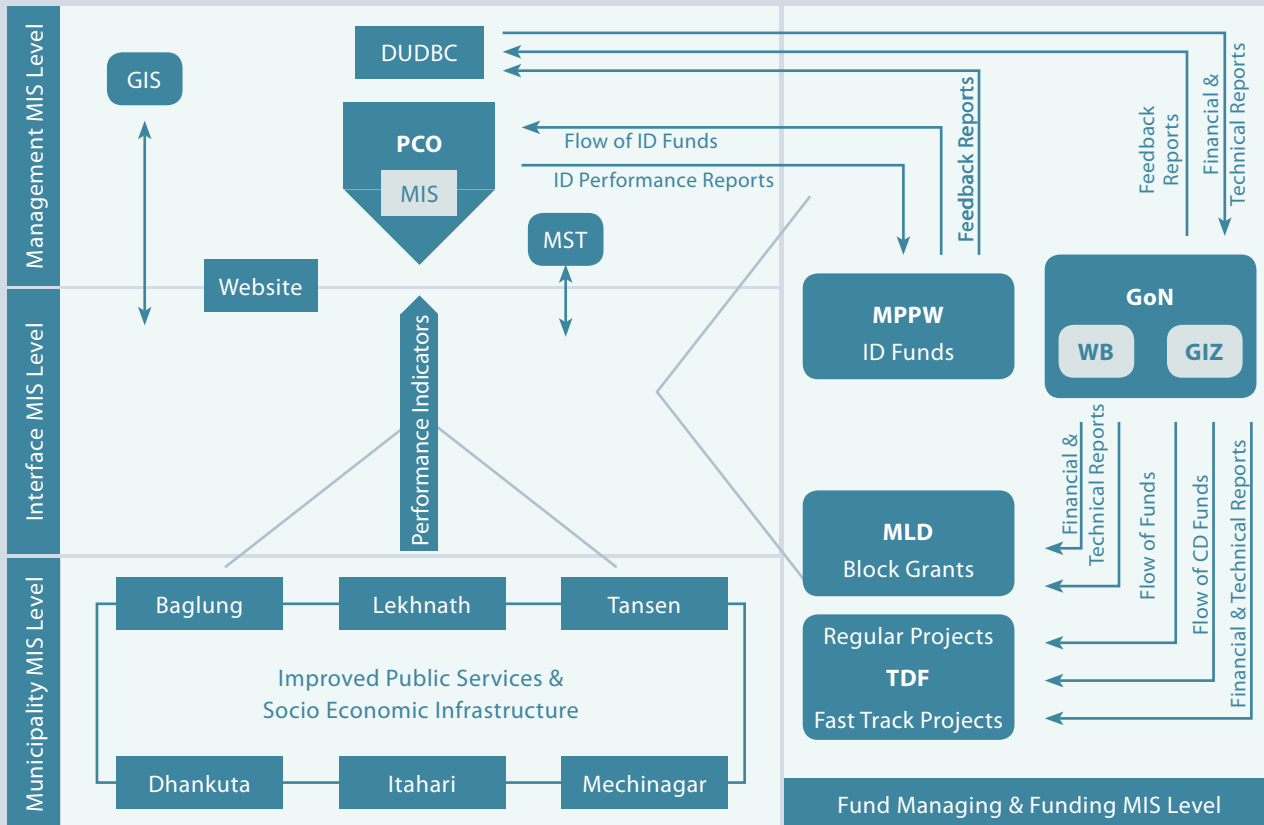 Management MIS Level
GIS
DUDBC
PCO
MIS
Flow of ID Funds
ID Performance Reports
MST
Website
Feedback Reports
Feedback
Reports
Financial &
Technical Reports
Interface MIS Level
Performance Indicators
MPPW
ID Funds
GoN
WB
GIZ
Financial &
Technical Reports
Flow of Funds
Flow of CD Funds
Financial & Technical Reports
MLD
Block Grants
Regular Projects
TDF
Fast Track Projects
Municipality MIS Level
Baglung
Lekhnath
Tansen
Improved Public Services &
Socio Economic Infrastructure
Dhankuta
Itahari
Mechinagar
Fund Managing & Funding MIS Level